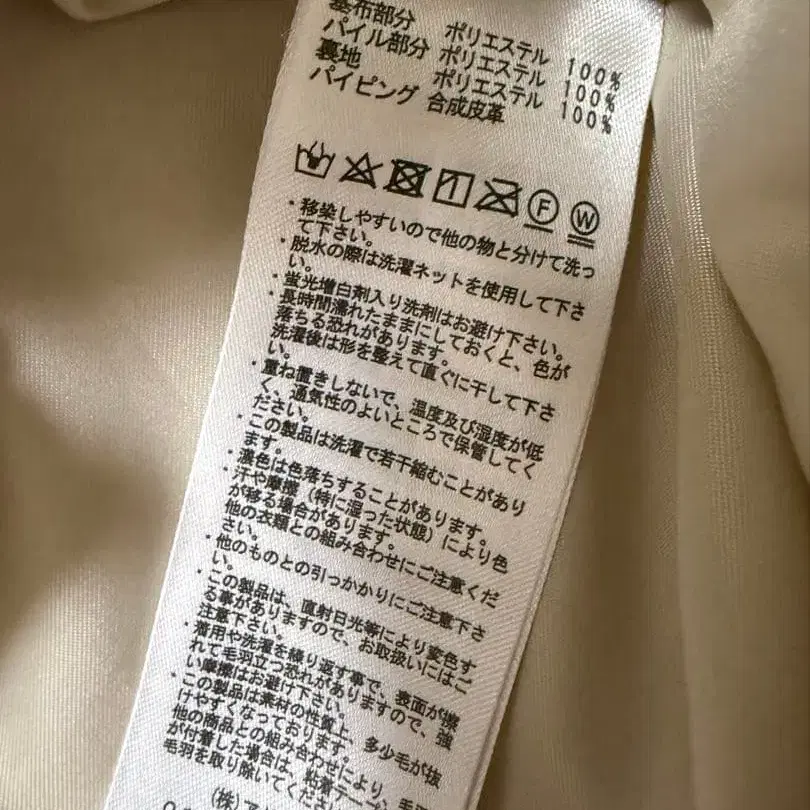 基布部分 ポリエステル 100%
パイル部分 ポリエステル 100%
裏地 ポリエステル 100%
パイピング 合成皮革
F W
・移染しやすいので他の物と分けて洗っ
て下さい。
・脱水の際は洗濯ネットを使用して下さ
い。
・蛍光増白剤入り洗剤はお避け下さい。
・長時間濡れたままにしておくと、色が
落ちる恐れがあります。
洗濯後は形を整えて直ぐに干して下さ
い。
・重ね置きしないで、温度及び湿度が低
く、通気性のよいところで保管してく
ださい。
・この製品は洗濯で若干縮むことがあり
ます。
・濃色は色落ちすることがあります。
・汗や摩擦（特に湿った状態）により色
が移る場合があります。
他の衣類との組み合わせにご注意くだ
さい。
・他のものとの引っかかりにご注意下さ
い。
・この製品は、直射日光等により変色す
る事がありますので、お取扱いにはご
注意下さい。
・着用や洗濯を繰り返す事で、表面が擦
れて毛羽立つ恐れがありますので、強
い摩擦はお避け下さい。
・この製品は素材の性質上、多少毛が抜
けやすくなっております。
他の商品との組み合わせにより、毛羽
が付着した場合は、粘着テープ
毛羽を取り除いてくださ
(株)